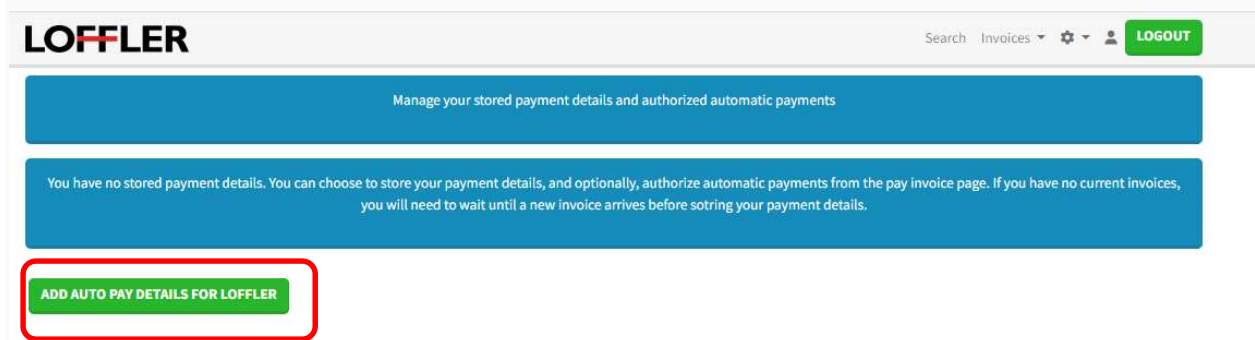 LOFFLER
Search Invoices LOGOUT
Manage your stored payment details and authorized automatic payments
You have no stored payment details. You can choose to store your payment details, and optionally, authorize automatic payments from the pay invoice page. If you have no current invoices,
you will need to wait until a new invoice arrives before sotring your payment details.
ADD AUTO PAY DETAILS FOR LOFFLER